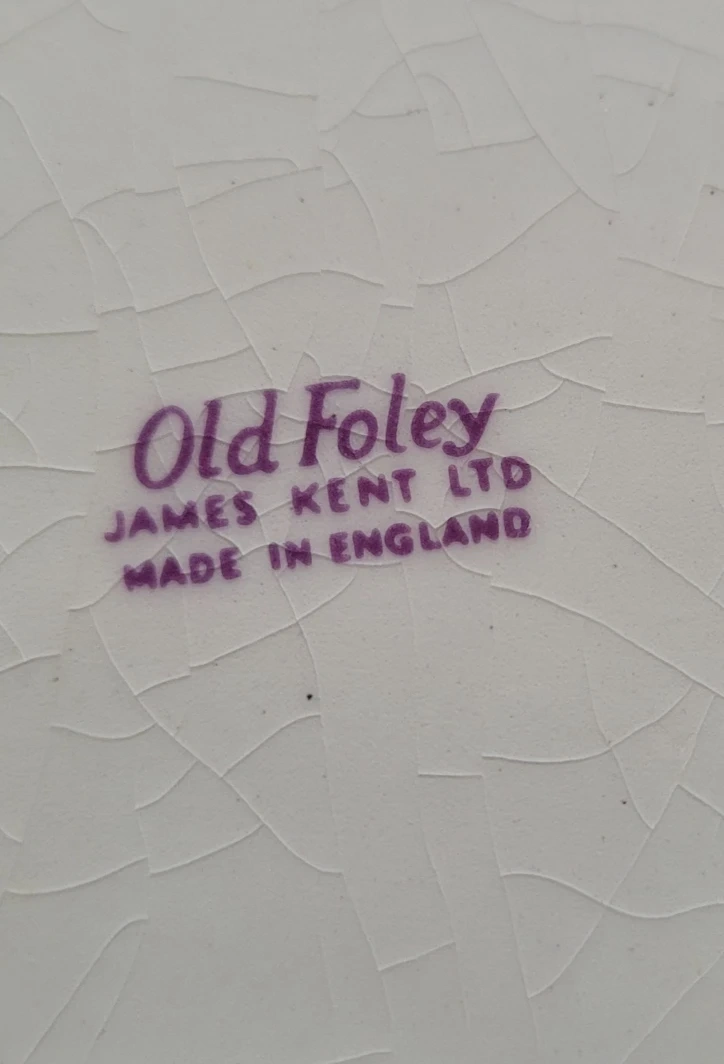 Old Foley
JAMES KENT LTD
MADE IN ENGLAND